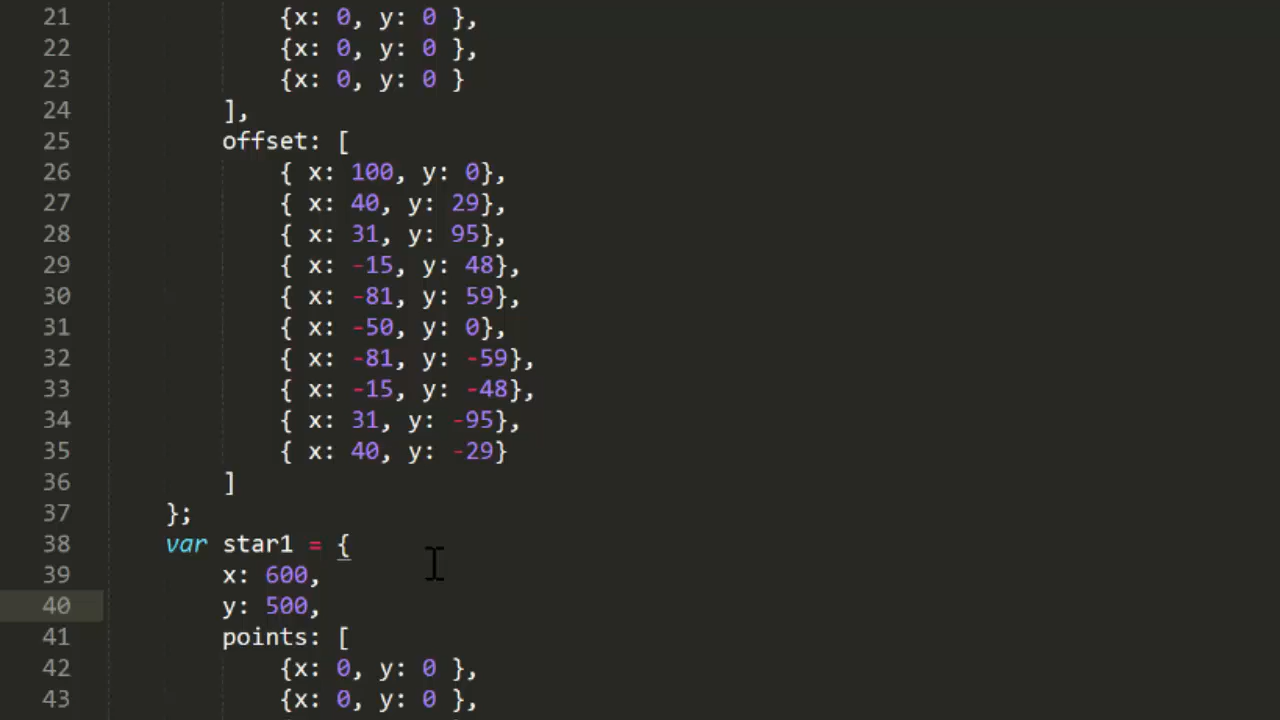 21 {x: 0, y: 0 },
22 {x: 0, y: 0 },
23 {x: 0, y: 0 }
24 ],
25 offset: [
26 { x: 100, y: 0},
27 { x: 40, y: 29},
28 { x: 31, y: 95},
29 { x: -15, y: 48},
30 { x: -81, y: 59},
31 { x: -50, y: 0},
32 { x: -81, y: -59},
33 { x: -15, y: -48},
34 { x: 31, y: -95},
35 { x: 40, y: -29}
36 ]
37 };
38 var star1 = {
39 x: 600,
40 y: 500,
41 points: [
42 {x: 0, y: 0 },
43 {x: 0, y: 0 },